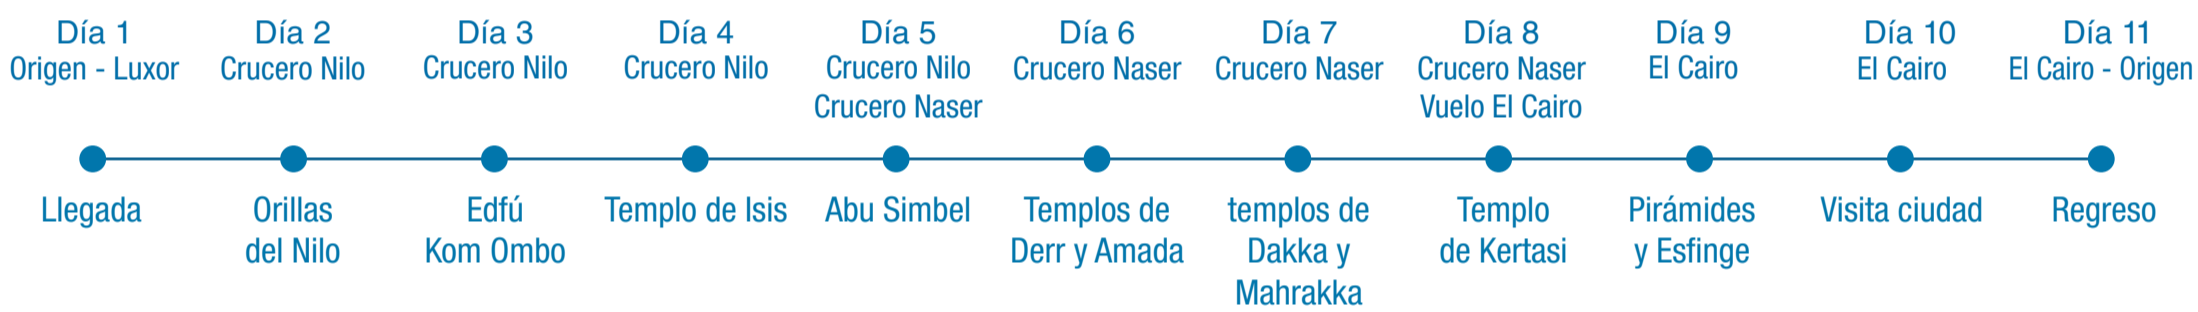 Día 1
Origen - Luxor
Llegada
Día 2
Crucero Nilo
Orillas
del Nilo
Día 3
Crucero Nilo
Edfú
Kom Ombo
Día 4
Crucero Nilo
Templo de Isis
Día 5
Crucero Nilo
Crucero Naser
Abu Simbel
Día 6
Crucero Naser
Templos de
Derr y Amada
Día 7
Crucero Naser
templos de
Dakka y
Mahrakka
Día 8
Crucero Naser
Vuelo El Cairo
Templo
de Kertasi
Día 9
El Cairo
Pirámides
y Esfinge
Día 10
El Cairo
Visita ciudad
Día 11
El Cairo - Origen
Regreso